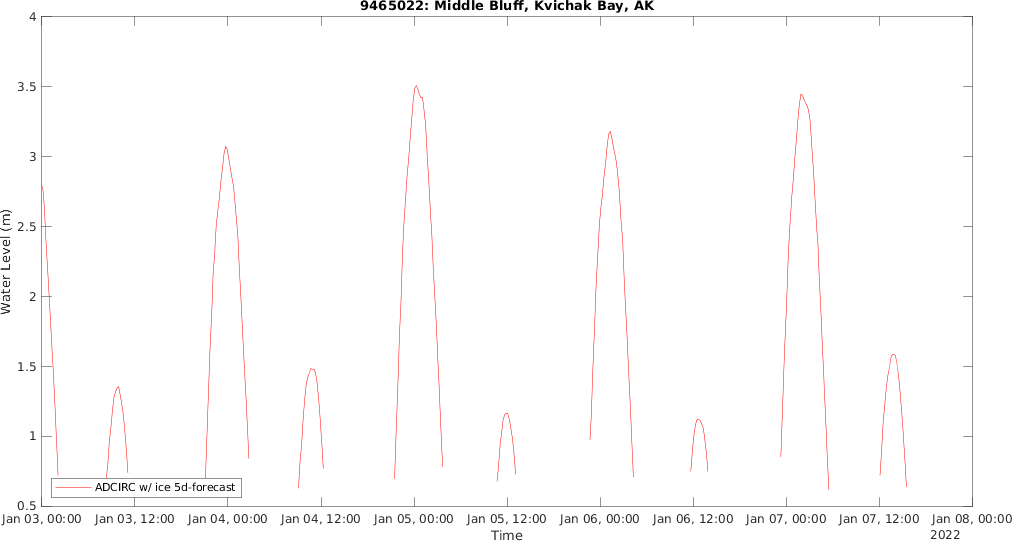 9465022: Middle Bluff, Kvichak Bay, AK
4
3.5
3
2.5
2
1.5
1
0.5
Water Level (m)
ADCIRC w/ ice 5d-forecast
Jan 03, 00:00 Jan 03, 12:00 Jan 04, 00:00 Jan 04, 12:00 Jan 05, 00:00 Jan 05, 12:00 Jan 06, 00:00 Jan 06, 12:00 Jan 07, 00:00 Jan 07, 12:00 Jan 08, 00:00
Time
2022